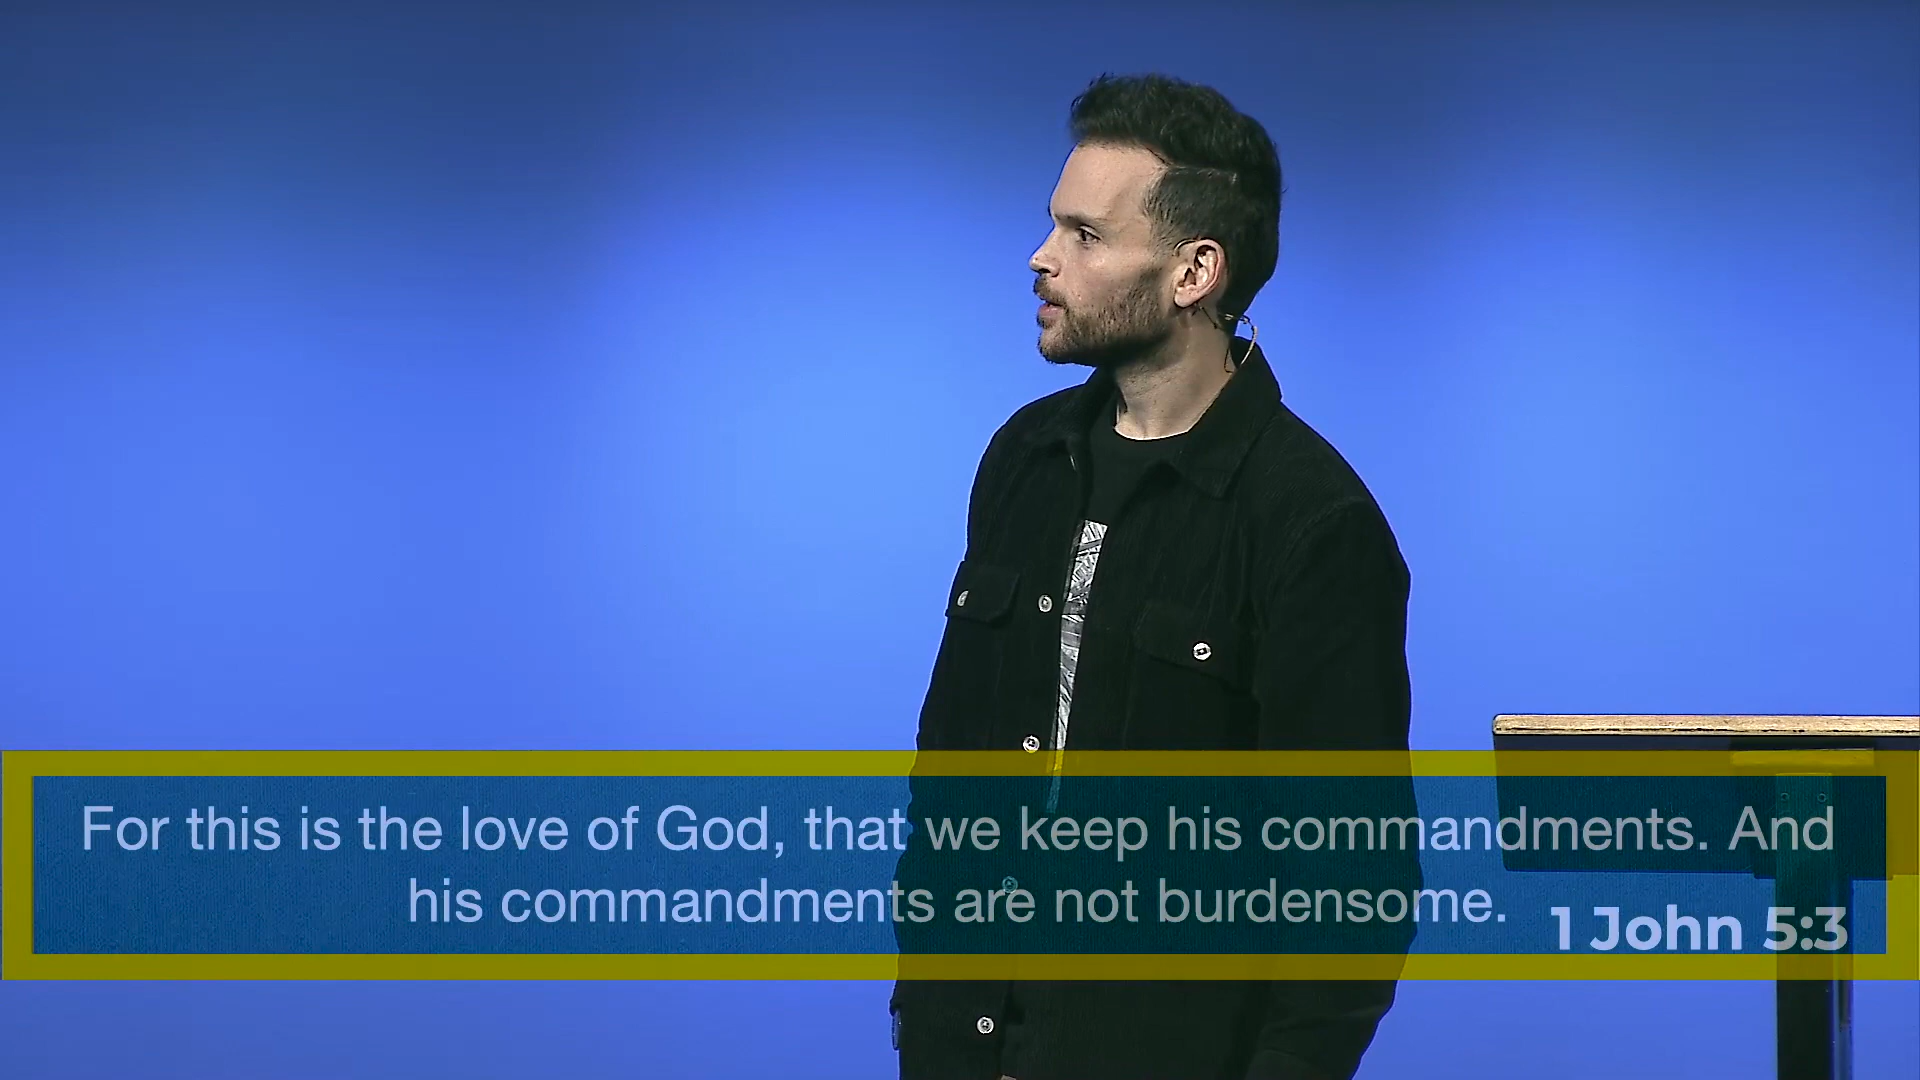 For this is the love of God, that we keep his commandments. And
his commandments are not burdensome.
1 John 5:3